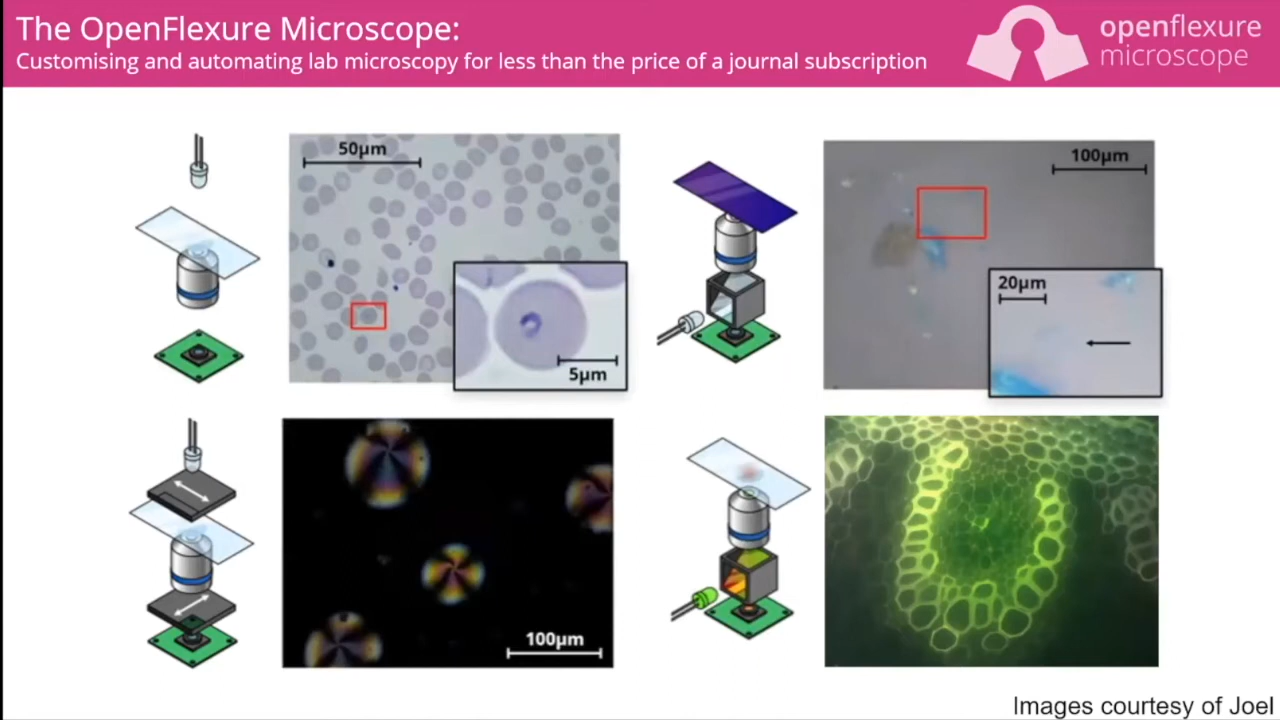 The OpenFlexure Microscope:
Customising and automating lab microscopy for less than the price of a journal subscription
openflexure
microscope
50µm
5µm
100µm
20µm
100µm
Images courtesy of Joel